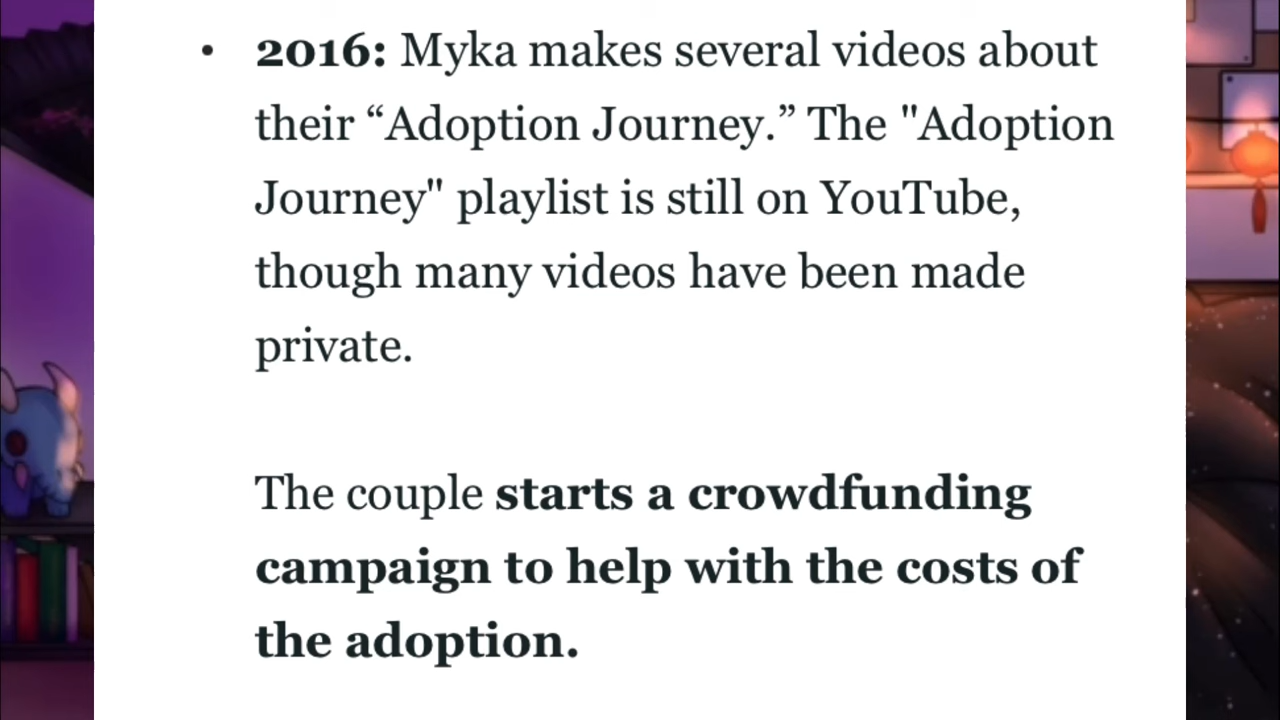 • 2016: Myka makes several videos about
their “Adoption Journey.” The "Adoption
Journey" playlist is still on YouTube,
though many videos have been made
private.
The couple starts a crowdfunding
campaign to help with the costs of
the adoption.